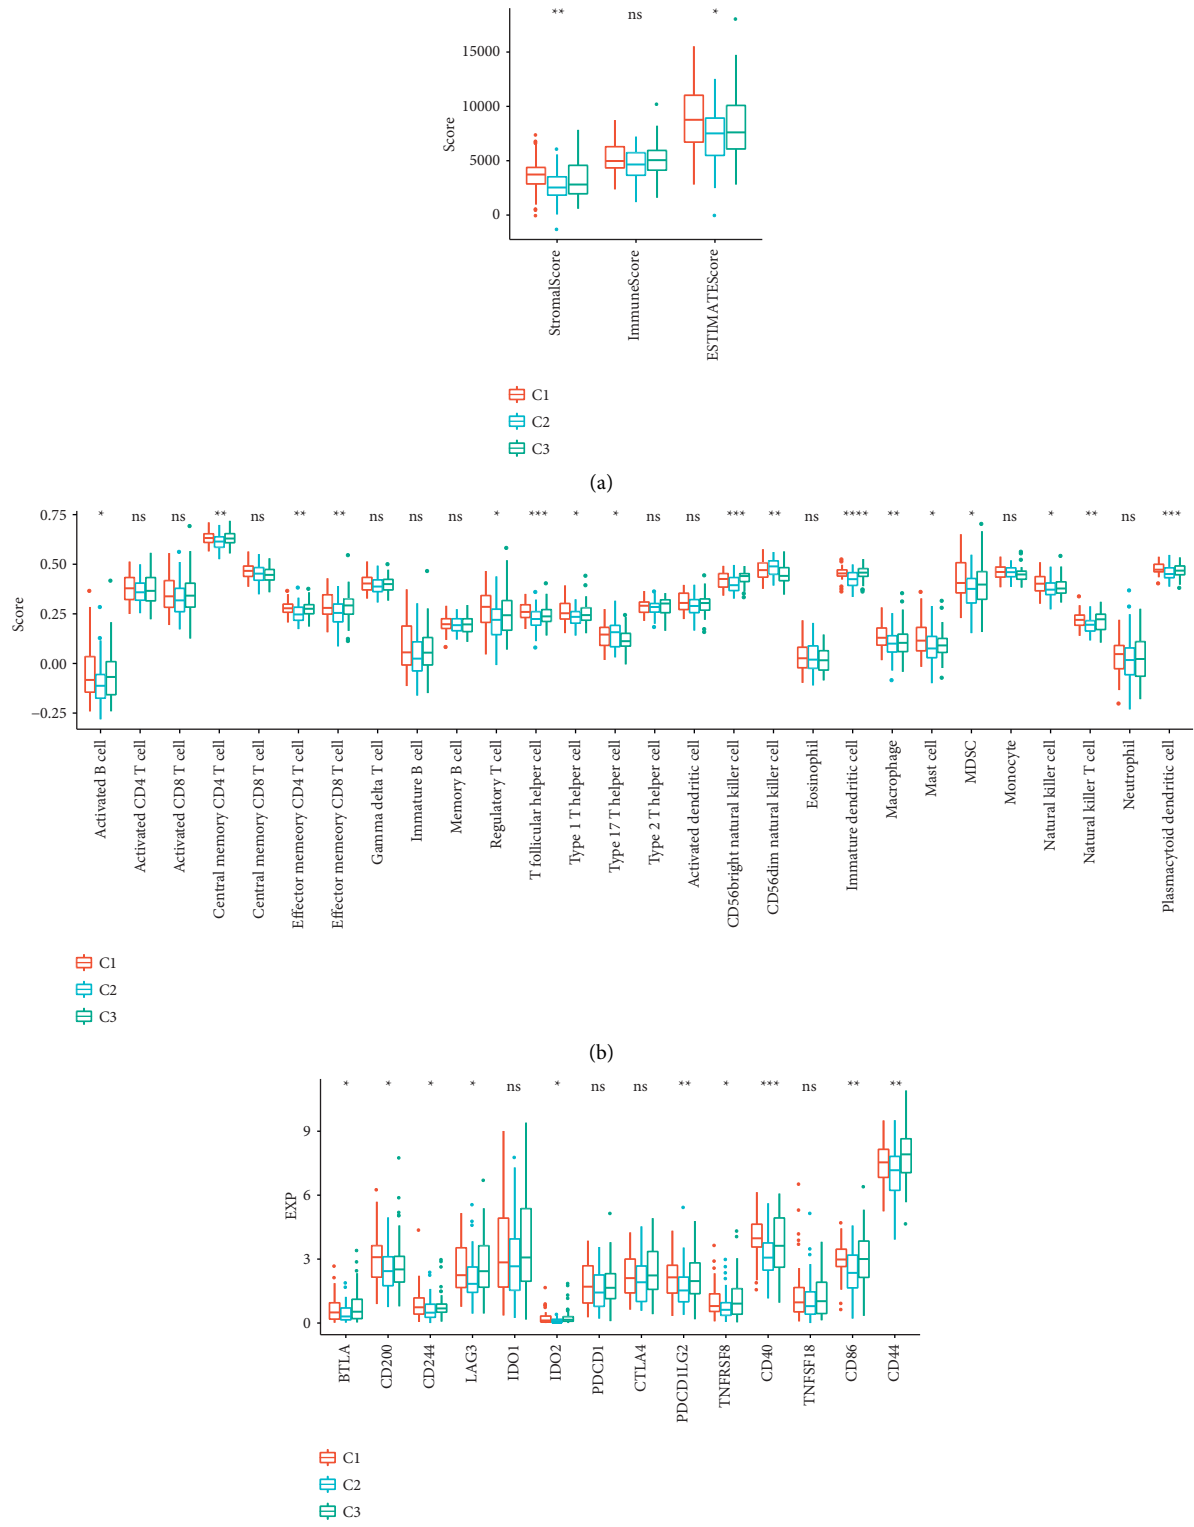 ** ns *
15000
10000
5000
0
Score
StromalScore
ImmuneScore
ESTIMATEScore
C1
C2
C3
(a)
* ns ns ** ns ** ** ns ns ns * *** * * ns ns *** ** ns **** ** * * ns * ** ns ***
0.75
0.50
0.25
0.00
−0.25
Score
Activated B cell
Activated CD4 T cell
Activated CD8 T cell
Central memory CD4 T cell
Central memory CD8 T cell
Effector memeory CD4 T cell
Effector memeory CD8 T cell
Gamma delta T cell
Immature B cell
Memory B cell
Regulatory T cell
T follicular helper cell
Type 1 T helper cell
Type 17 T helper cell
Type 2 T helper cell
Activated dendritic cell
CD56bright natural killer cell
CD56dim natural killer cell
Eosinophil
Immature dendritic cell
Macrophage
Mast cell
MDSC
Monocyte
Natural killer cell
Natural killer T cell
Neutrophil
Plasmacytoid dendritic cell
C1
C2
C3
(b)
* * * * ns * ns ns ** * *** ns ** **
9
6
3
0
EXP
BTLA
CD200
CD244
LAG3
IDO1
IDO2
PDCD1
CTLA4
PDCD1LG2
TNFRSF8
CD40
TNFSF18
CD86
CD44
C1
C2
C3